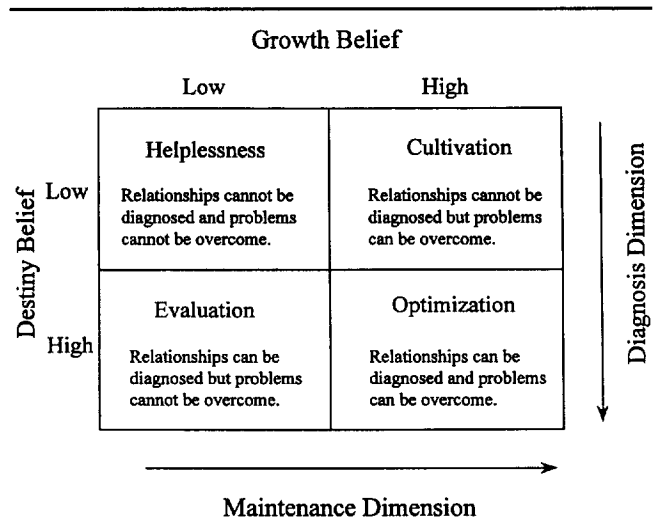 Growth Belief
Low
High
Destiny Belief
Low
Helplessness
Relationships cannot be
diagnosed and problems
cannot be overcome.
Cultivation
Relationships cannot be
diagnosed but problems
can be overcome.
Diagnosis Dimension
High
Evaluation
Relationships can be
diagnosed but problems
cannot be overcome.
Optimization
Relationships can be
diagnosed and problems
can be overcome.
Maintenance Dimension